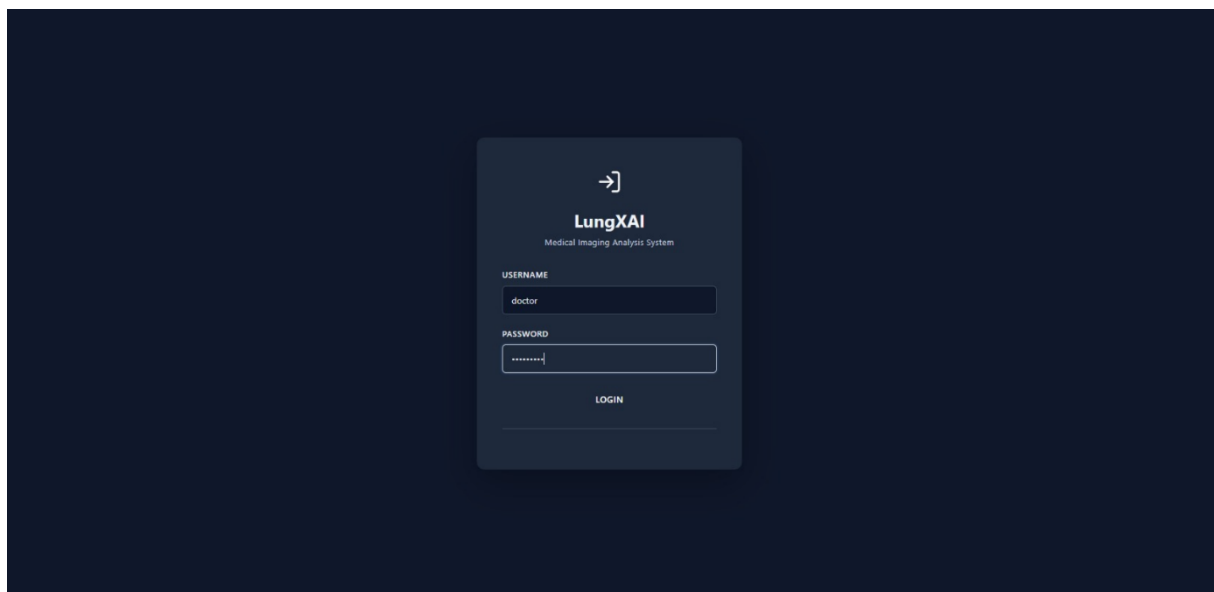 LungXAI
Medical Imaging Analysis System
USERNAME
doctor
PASSWORD
•••••••••
LOGIN